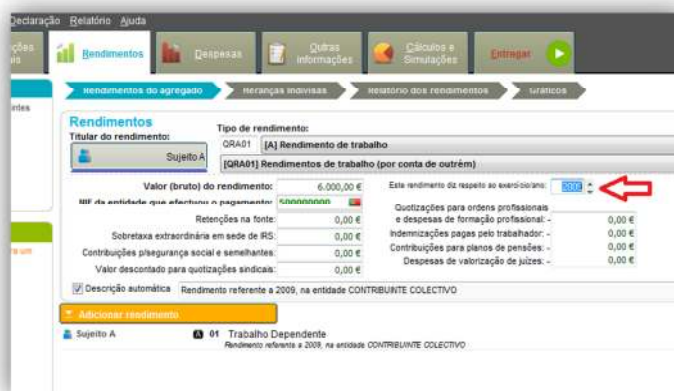 Declaração Relatório Ajuda
ções
is
Rendimentos
Despesas
Outras
Informações
Cálculos e
Simulações
Entregar
Rendimentos do agregado
Heranças indivisas
Relatório dos rendimentos
Gráficos
intes
Rendimentos
Titular do rendimento:
Tipo de rendimento:
Sujeito A
QRA01 [A] Rendimento de trabalho
[QRA01] Rendimentos de trabalho (por conta de outrém)
Valor (bruto) do rendimento: 6.000,00 €
Este rendimento diz respeito ao exercício/ano: 2009
NIF da entidade que efectuou o pagamento: 500000000
Quotizações para ordens profissionais
e despesas de formação profissional: - 0,00 €
Retenções na fonte: 0,00 €
Indemnizações pagas pelo trabalhador: - 0,00 €
Sobretaxa extraordinária em sede de IRS: 0,00 €
Contribuições para planos de pensões: - 0,00 €
Contribuições p/segurança social e semelhantes: 0,00 €
Despesas de valorização de juízes: - 0,00 €
Valor descontado para quotizações sindicais: 0,00 €
ra um
Descrição automática Rendimento referente a 2009, na entidade CONTRIBUINTE COLECTIVO
Adicionar rendimento
Sujeito A A 01 Trabalho Dependente
Rendimento referente a 2009, na entidade CONTRIBUINTE COLECTIVO